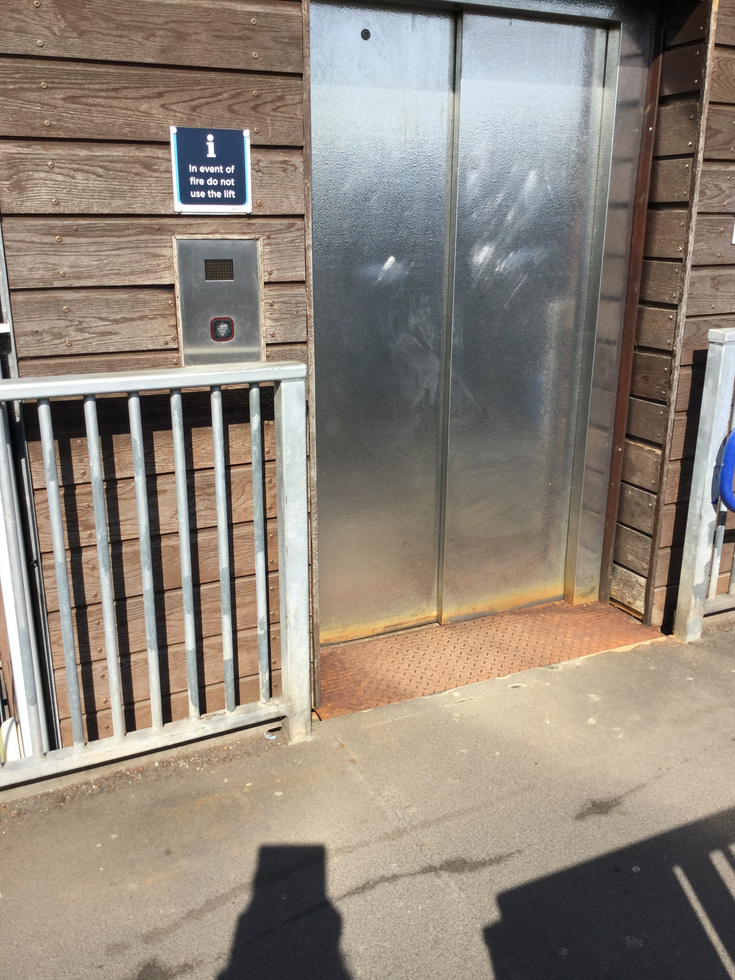 i
In event of
fire do not
use the lift